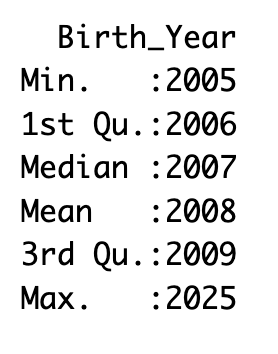 Birth_Year
Min.   :2005
1st Qu.:2006
Median :2007
Mean   :2008
3rd Qu.:2009
Max.   :2025